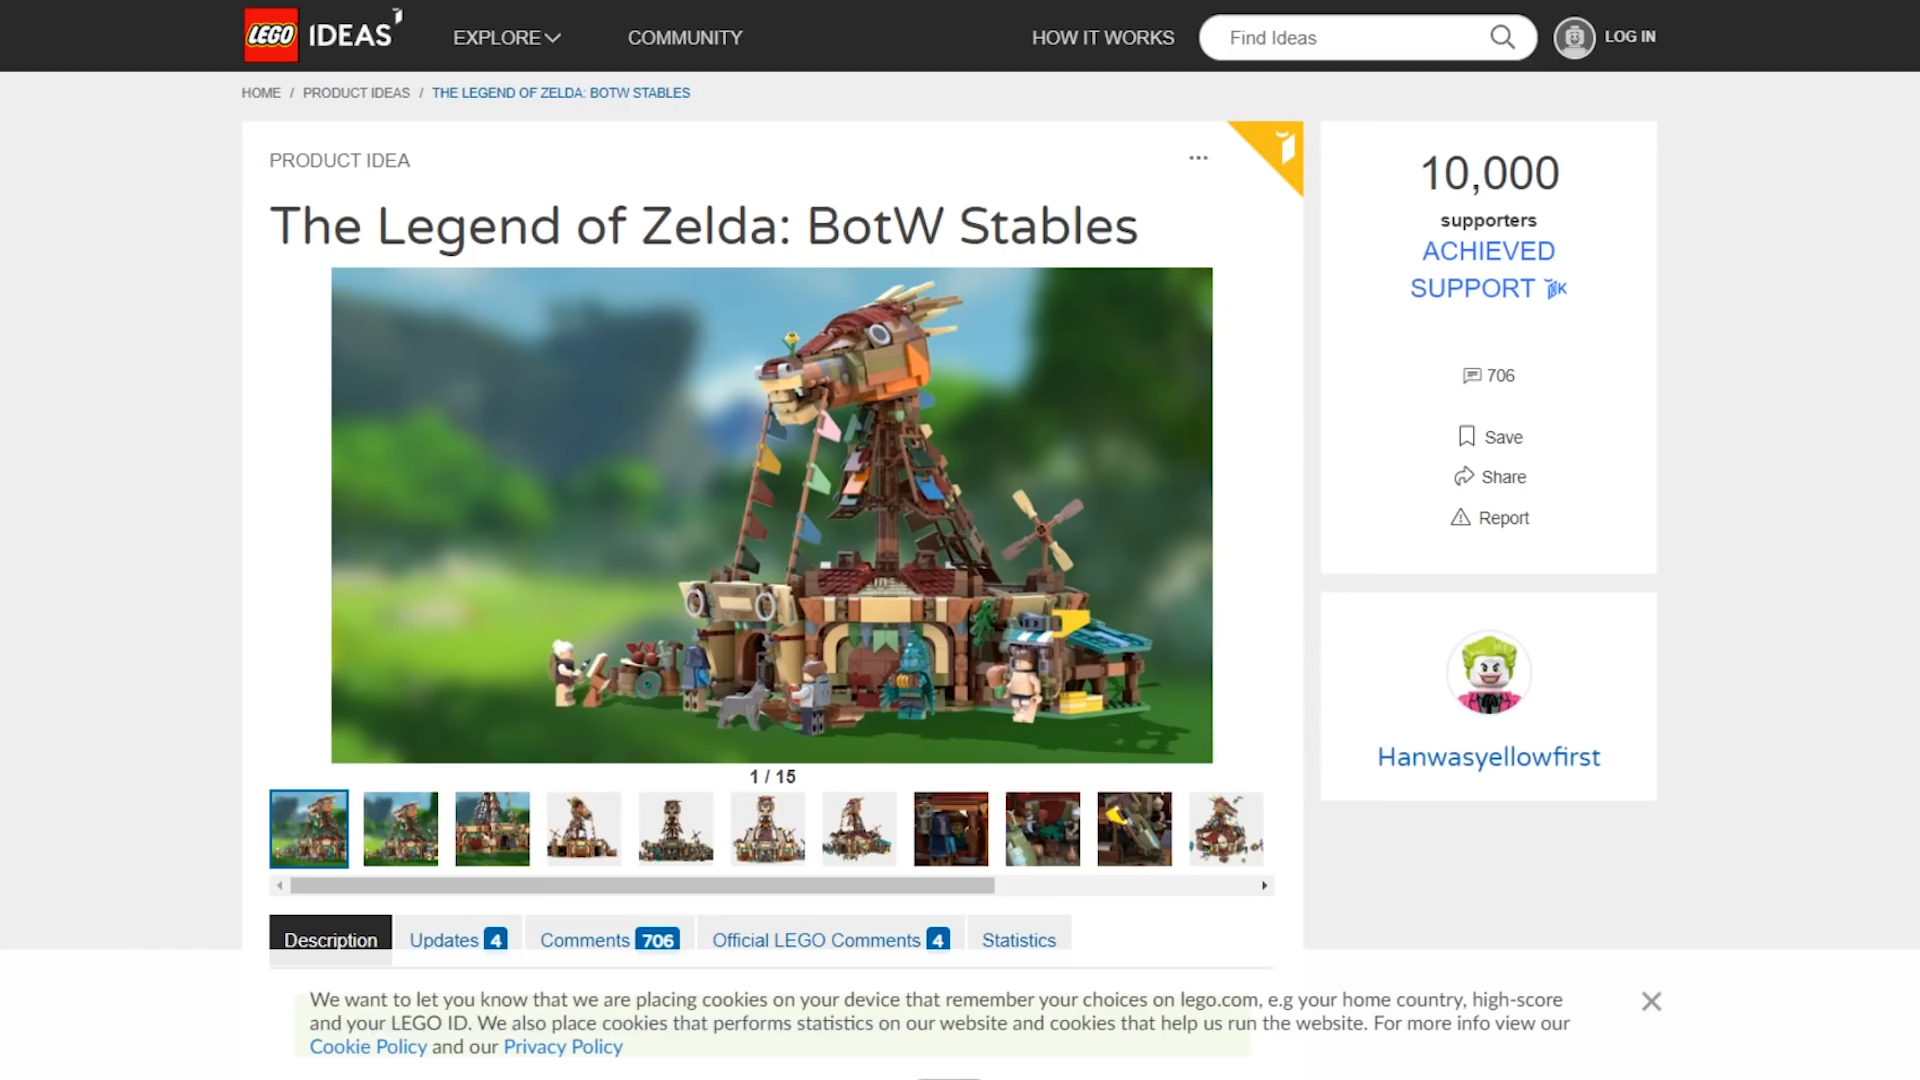 LEGO IDEAS
EXPLORE
COMMUNITY
HOW IT WORKS
Find Ideas
LOG IN
HOME / PRODUCT IDEAS / THE LEGEND OF ZELDA: BOTW STABLES
PRODUCT IDEA
...
The Legend of Zelda: BotW Stables
1 / 15
Description
Updates 4
Comments 706
Official LEGO Comments 4
Statistics
10,000
supporters
ACHIEVED
SUPPORT 10K
706
Save
Share
Report
Hanwasyellowfirst
We want to let you know that we are placing cookies on your device that remember your choices on lego.com, e.g your home country, high-score
and your LEGO ID. We also place cookies that performs statistics on our website and cookies that help us run the website. For more info view our
Cookie Policy and our Privacy Policy